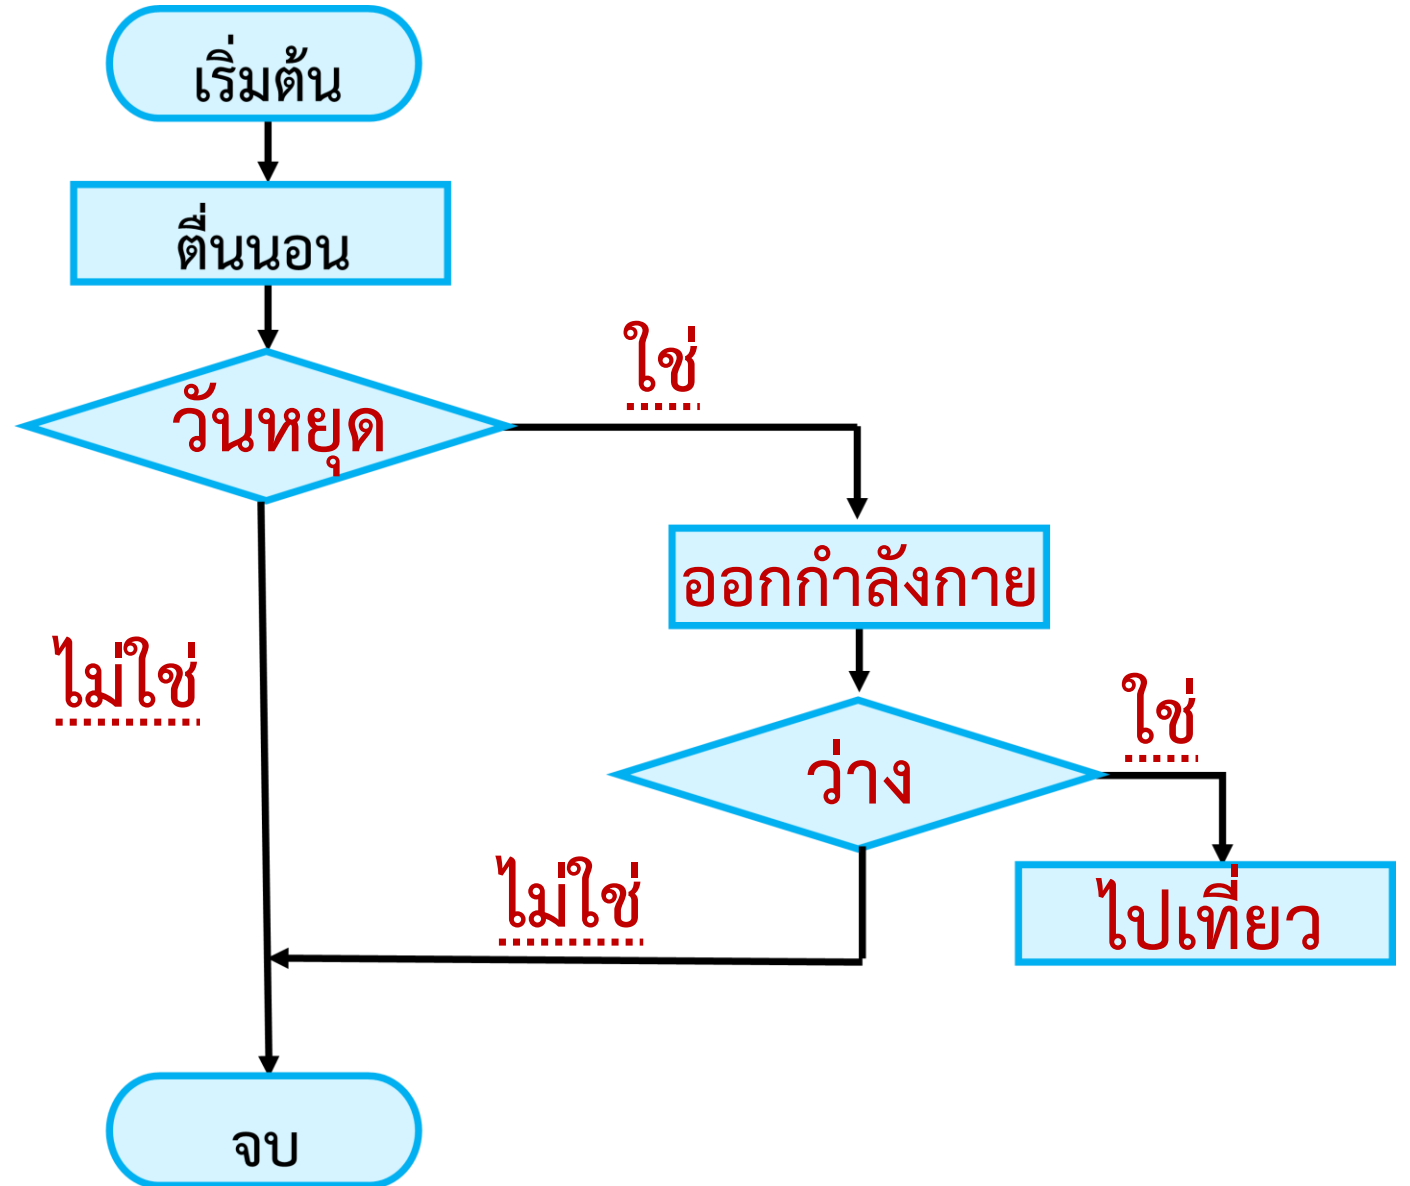 เริ่มต้น
ตื่นนอน
ใช่
วันหยุด
ออกกำลังกาย
ไม่ใช่
ใช่
ว่าง
ไม่ใช่
ไปเที่ยว
จบ